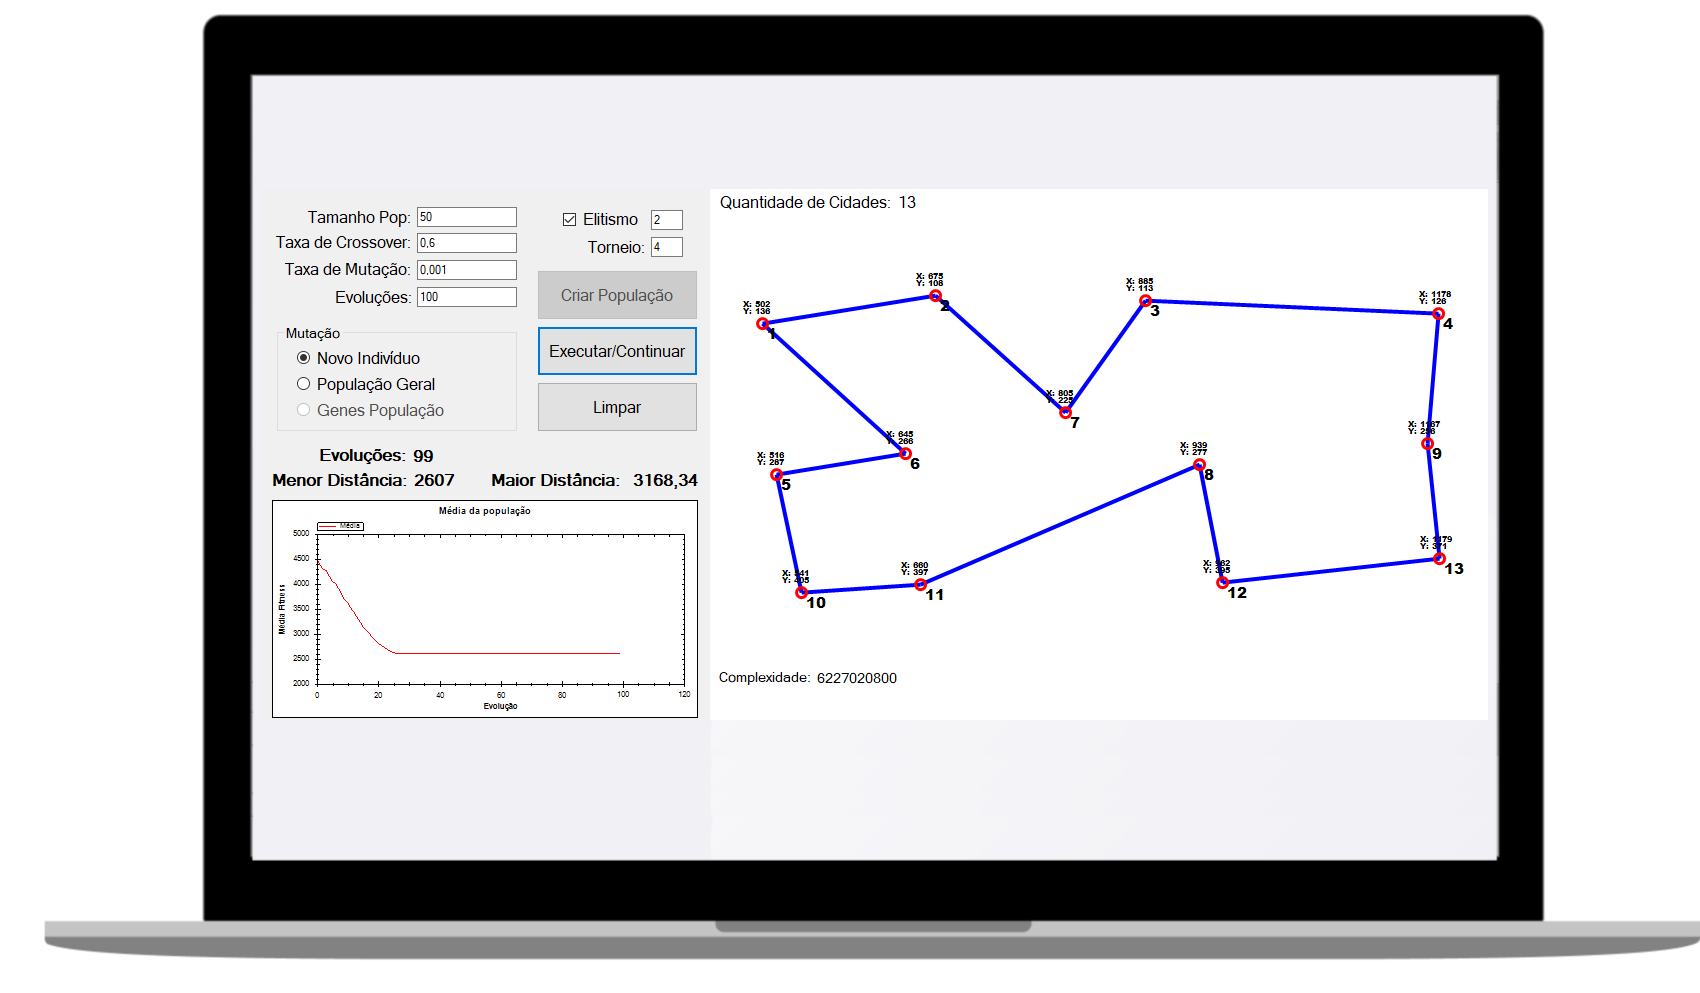 Tamanho Pop: 50
Taxa de Crossover: 0,6
Taxa de Mutação: 0,001
Evoluções: 100
Elitismo 2
Torneio: 4
Criar População
Executar/Continuar
Limpar
Mutação
Novo Indivíduo
População Geral
Genes População
Evoluções: 99
Menor Distância: 2607 Maior Distância: 3168,34
Média da população
Média
5000
4500
4000
3500
3000
2500
2000
Média Fitness
0 20 40 60 80 100 120
Evolução
Quantidade de Cidades: 13
X: 502
Y: 136
1
X: 675
Y: 108
2
X: 885
Y: 113
3
X: 1178
Y: 126
4
X: 805
Y: 225
7
X: 645
Y: 266
6
X: 516
Y: 287
5
X: 939
Y: 277
8
X: 1167
Y: 256
9
X: 541
Y: 405
10
X: 660
Y: 397
11
X: 962
Y: 395
12
X: 1179
Y: 371
13
Complexidade: 6227020800